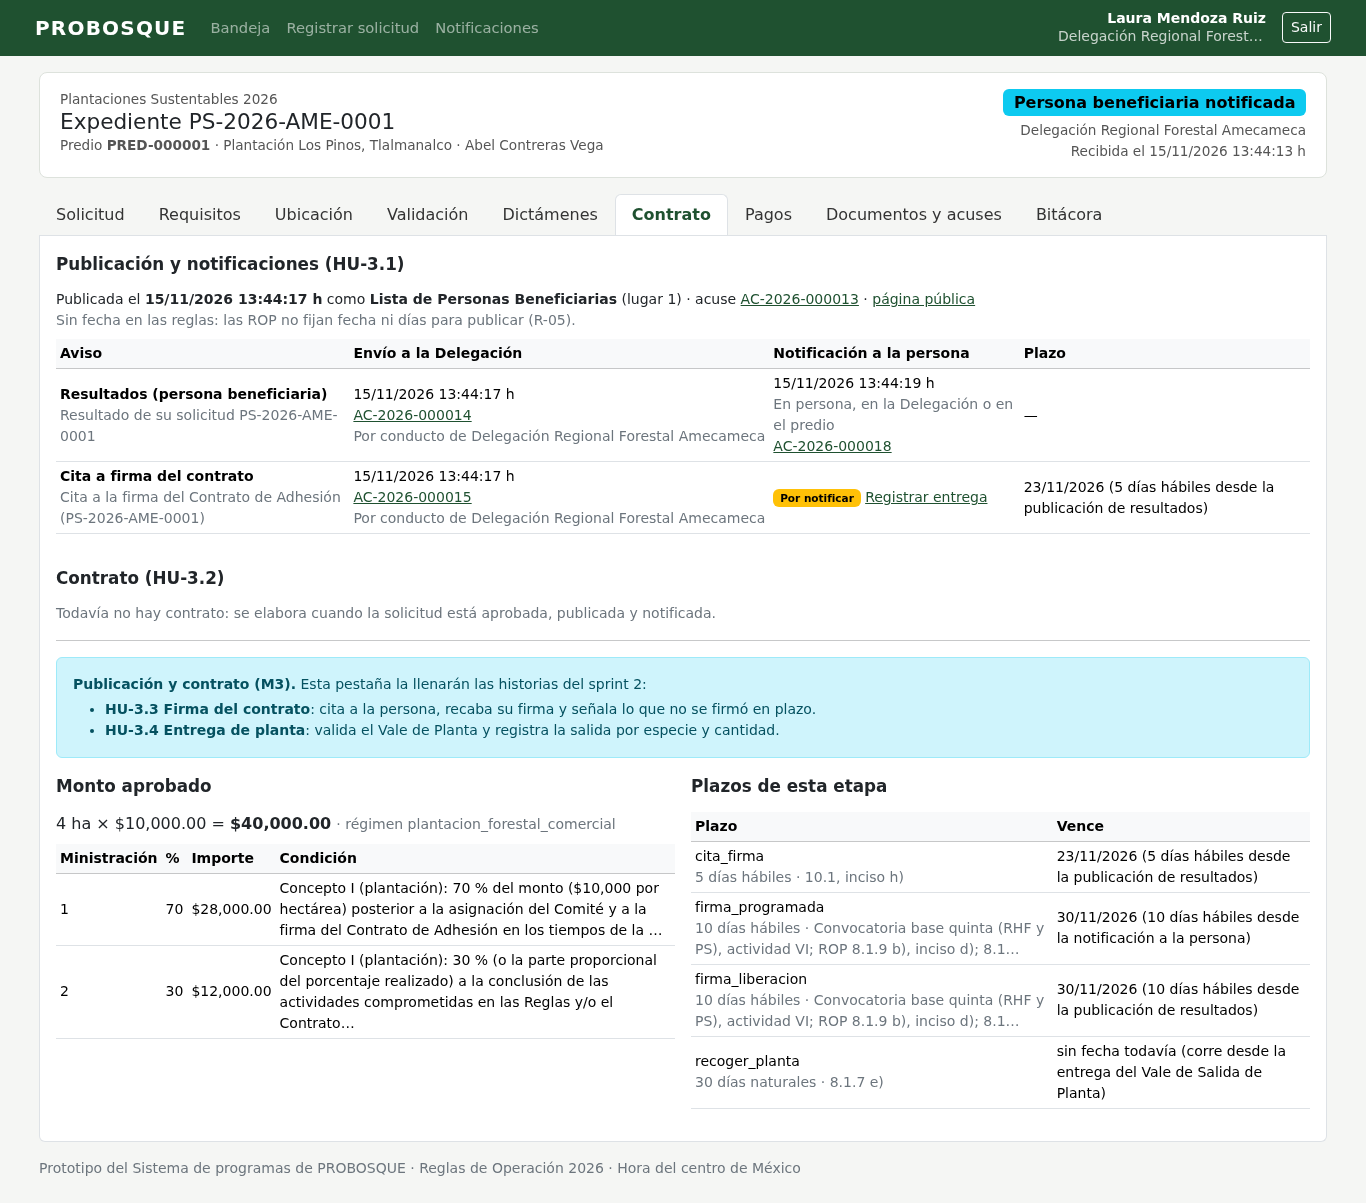 PROBOSQUE Bandeja Registrar solicitud Notificaciones
Laura Mendoza Ruiz
Delegación Regional Forest…
Salir
Plantaciones Sustentables 2026
Expediente PS-2026-AME-0001
Predio PRED-000001 · Plantación Los Pinos, Tlalmanalco · Abel Contreras Vega
Persona beneficiaria notificada
Delegación Regional Forestal Amecameca
Recibida el 15/11/2026 13:44:13 h
Solicitud Requisitos Ubicación Validación Dictámenes Contrato Pagos Documentos y acuses Bitácora
Publicación y notificaciones (HU-3.1)
Publicada el 15/11/2026 13:44:17 h como Lista de Personas Beneficiarias (lugar 1) · acuse AC-2026-000013 · página pública
Sin fecha en las reglas: las ROP no fijan fecha ni días para publicar (R-05).
Aviso Envío a la Delegación Notificación a la persona Plazo
Resultados (persona beneficiaria)
Resultado de su solicitud PS-2026-AME-
0001
15/11/2026 13:44:17 h
AC-2026-000014
Por conducto de Delegación Regional Forestal Amecameca
15/11/2026 13:44:19 h
En persona, en la Delegación o en
el predio
AC-2026-000018
—
Cita a firma del contrato
Cita a la firma del Contrato de Adhesión
(PS-2026-AME-0001)
15/11/2026 13:44:17 h
AC-2026-000015
Por conducto de Delegación Regional Forestal Amecameca
Por notificar Registrar entrega
23/11/2026 (5 días hábiles desde la
publicación de resultados)
Contrato (HU-3.2)
Todavía no hay contrato: se elabora cuando la solicitud está aprobada, publicada y notificada.
Publicación y contrato (M3). Esta pestaña la llenarán las historias del sprint 2:
• HU-3.3 Firma del contrato: cita a la persona, recaba su firma y señala lo que no se firmó en plazo.
• HU-3.4 Entrega de planta: valida el Vale de Planta y registra la salida por especie y cantidad.
Monto aprobado
4 ha × $10,000.00 = $40,000.00 · régimen plantacion_forestal_comercial
Ministración % Importe Condición
1 70 $28,000.00
Concepto I (plantación): 70 % del monto ($10,000 por
hectárea) posterior a la asignación del Comité y a la
firma del Contrato de Adhesión en los tiempos de la …
2 30 $12,000.00
Concepto I (plantación): 30 % (o la parte proporcional
del porcentaje realizado) a la conclusión de las
actividades comprometidas en las Reglas y/o el
Contrato…
Plazos de esta etapa
Plazo Vence
cita_firma
5 días hábiles · 10.1, inciso h)
23/11/2026 (5 días hábiles desde
la publicación de resultados)
firma_programada
10 días hábiles · Convocatoria base quinta (RHF y
PS), actividad VI; ROP 8.1.9 b), inciso d); 8.1…
30/11/2026 (10 días hábiles desde
la notificación a la persona)
firma_liberacion
10 días hábiles · Convocatoria base quinta (RHF y
PS), actividad VI; ROP 8.1.9 b), inciso d); 8.1…
30/11/2026 (10 días hábiles desde
la publicación de resultados)
recoger_planta
30 días naturales · 8.1.7 e)
sin fecha todavía (corre desde la
entrega del Vale de Salida de
Planta)
Prototipo del Sistema de programas de PROBOSQUE · Reglas de Operación 2026 · Hora del centro de México